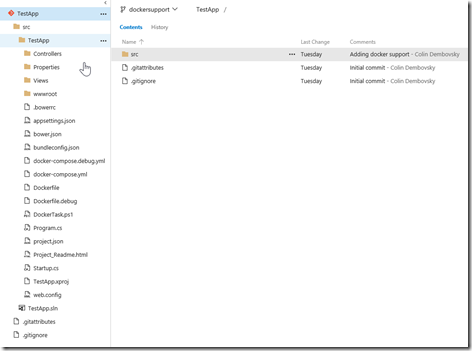 TestApp
src
TestApp
Controllers
Properties
Views
wwwroot
.bowerrc
appsettings.json
bower.json
bundleconfig.json
docker-compose.debug.yml
docker-compose.yml
Dockerfile
Dockerfile.debug
DockerTask.ps1
Program.cs
project.json
Project_Readme.html
Startup.cs
TestApp.xproj
web.config
TestApp.sln
.gitattributes
.gitignore
dockersupport TestApp /
Contents History
Name Last Change Comments
src Tuesday Adding docker support - Colin Dembovsky
.gitattributes Tuesday Initial commit - Colin Dembovsky
.gitignore Tuesday Initial commit - Colin Dembovsky